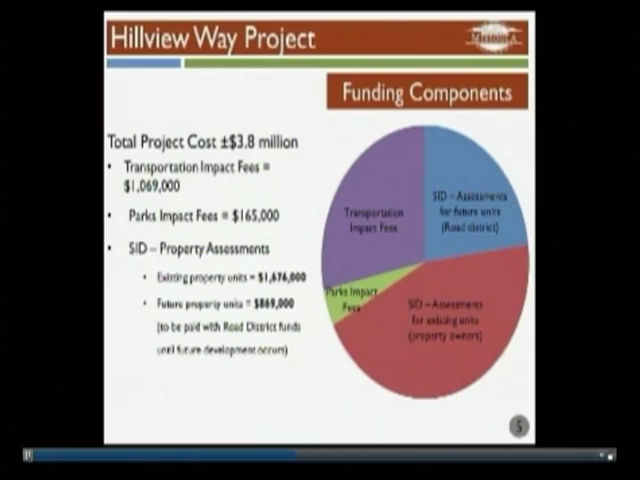 Hillview Way Project
MISSOULA
Funding Components
Total Project Cost ±$3.8 million
• Transportation Impact Fees =
$1,069,000
• Parks Impact Fees = $165,000
• SID – Property Assessments
• Existing property units = $1,676,000
• Future property units = $869,000
(to be paid with Road District funds
until future development occurs)
Transportation
Impact Fees
SID – Assessments
for future units
(Road district)
Parks Impact
Fees
SID – Assessments
for existing units
(property owners)
5